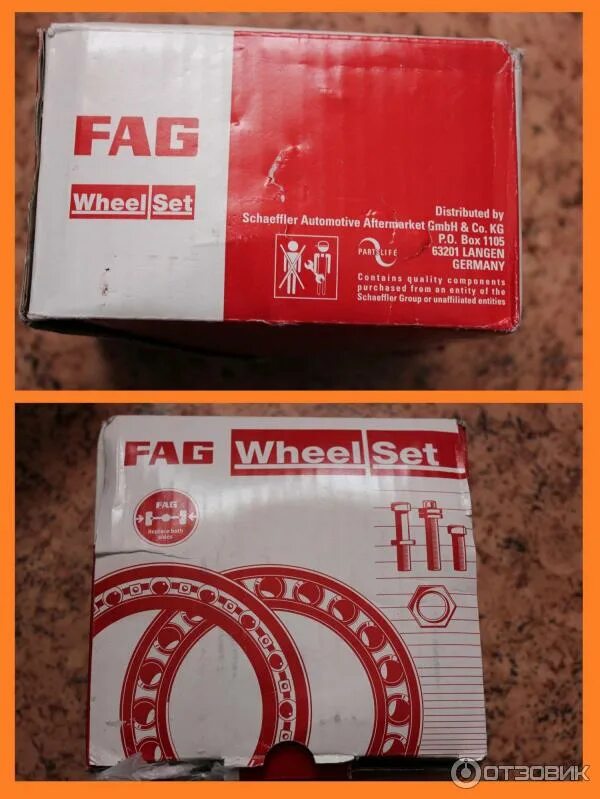 FAG
Wheel Set
Distributed by
Schaeffler Automotive Aftermarket GmbH & Co. KG
P.O. Box 1105
63201 LANGEN
GERMANY
PARTSLIFE
Contains quality components
purchased from an entity of the
Schaeffler Group or unaffiliated entities
FAG Wheel Set
FAG
Replace both
sides
ОТЗОВИК